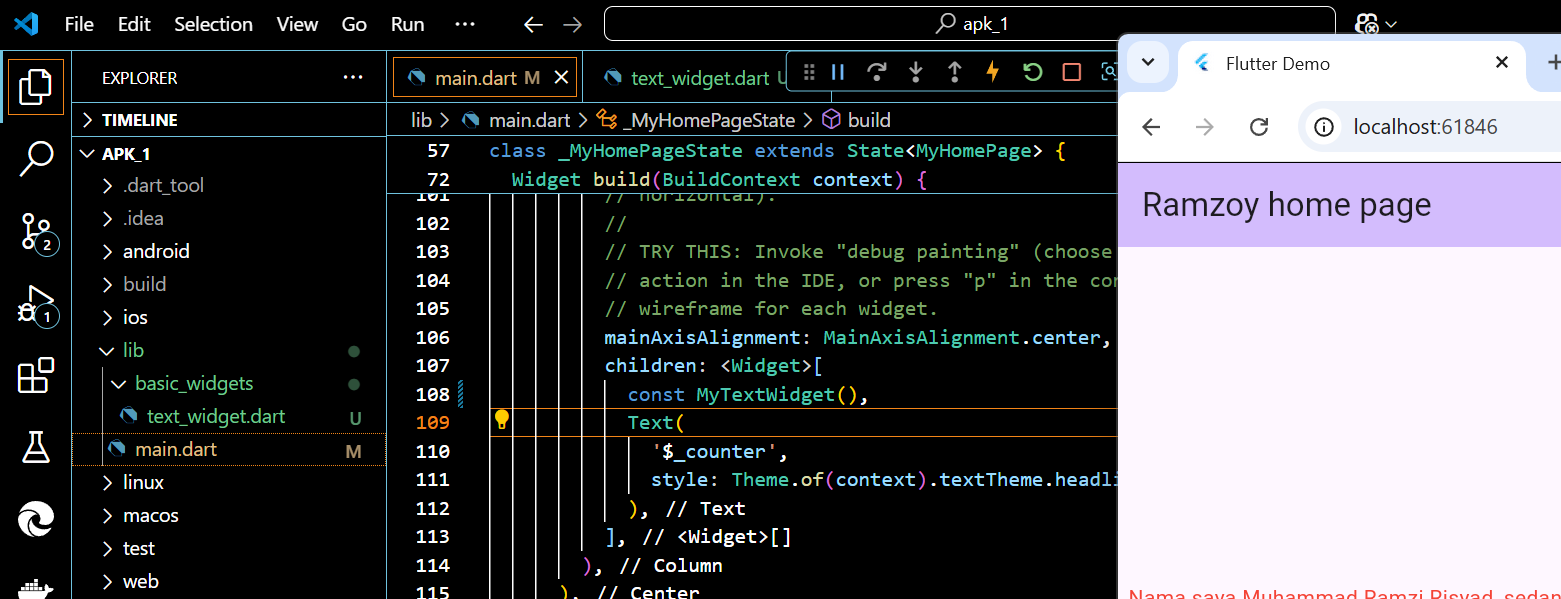 File Edit Selection View Go Run ··· apk_1
EXPLORER ···
TIMELINE
APK_1
.dart_tool
.idea
android
build
ios
lib
basic_widgets
text_widget.dart U
main.dart M
linux
macos
test
web
2
1
main.dart M
text_widget.dart U
lib > main.dart > _MyHomePageState > build
57 class _MyHomePageState extends State<MyHomePage> {
72 Widget build(BuildContext context) {
101 // horizontal).
102 //
103 // TRY THIS: Invoke "debug painting" (choose
104 // action in the IDE, or press "p" in the con
105 // wireframe for each widget.
106 mainAxisAlignment: MainAxisAlignment.center,
107 children: <Widget>[
108 const MyTextWidget(),
109 Text(
110 '$_counter',
111 style: Theme.of(context).textTheme.headli
112 ), // Text
113 ], // <Widget>[]
114 ), // Column
115 ), // Center
Flutter Demo
localhost:61846
Ramzoy home page
Nama saya Muhammad Ramzi Risyad, sedan